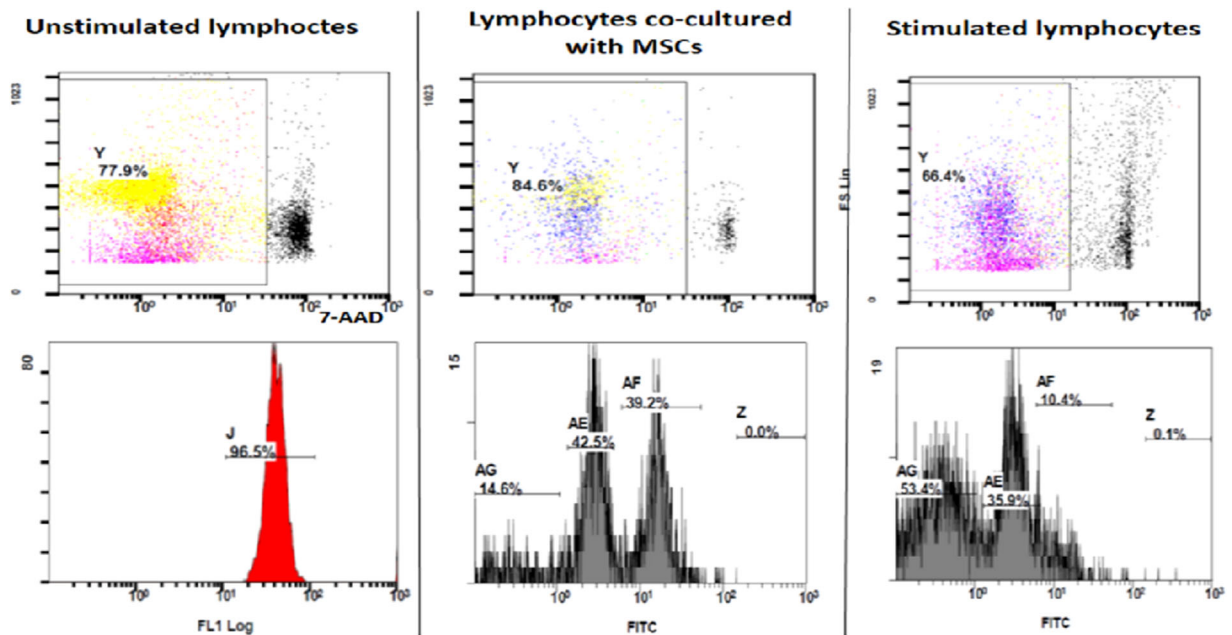 Unstimulated lymphoctes
Lymphocytes co-cultured
with MSCs
Stimulated lymphocytes
1023
Y
77.9%
0
10⁰ 10¹ 10² 10³
7-AAD
1023
Y
84.6%
0
10⁰ 10¹ 10² 10³
1023
FS Lin
Y
66.4%
0
10⁰ 10¹ 10² 10³
80
J
96.5%
10⁰ 10¹ 10² 10³
FL1 Log
15
AF
39.2%
AE
42.5%
Z
0.0%
AG
14.6%
10⁰ 10¹ 10² 10³
FITC
19
AF
10.4%
Z
0.1%
AG
53.4%
AE
35.9%
10⁰ 10¹ 10² 10³
FITC